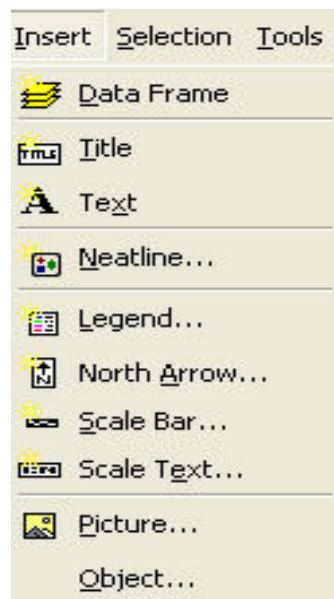 Insert Selection Tools
Data Frame
Title
Text
Neatline...
Legend...
North Arrow...
Scale Bar...
Scale Text...
Picture...
Object...